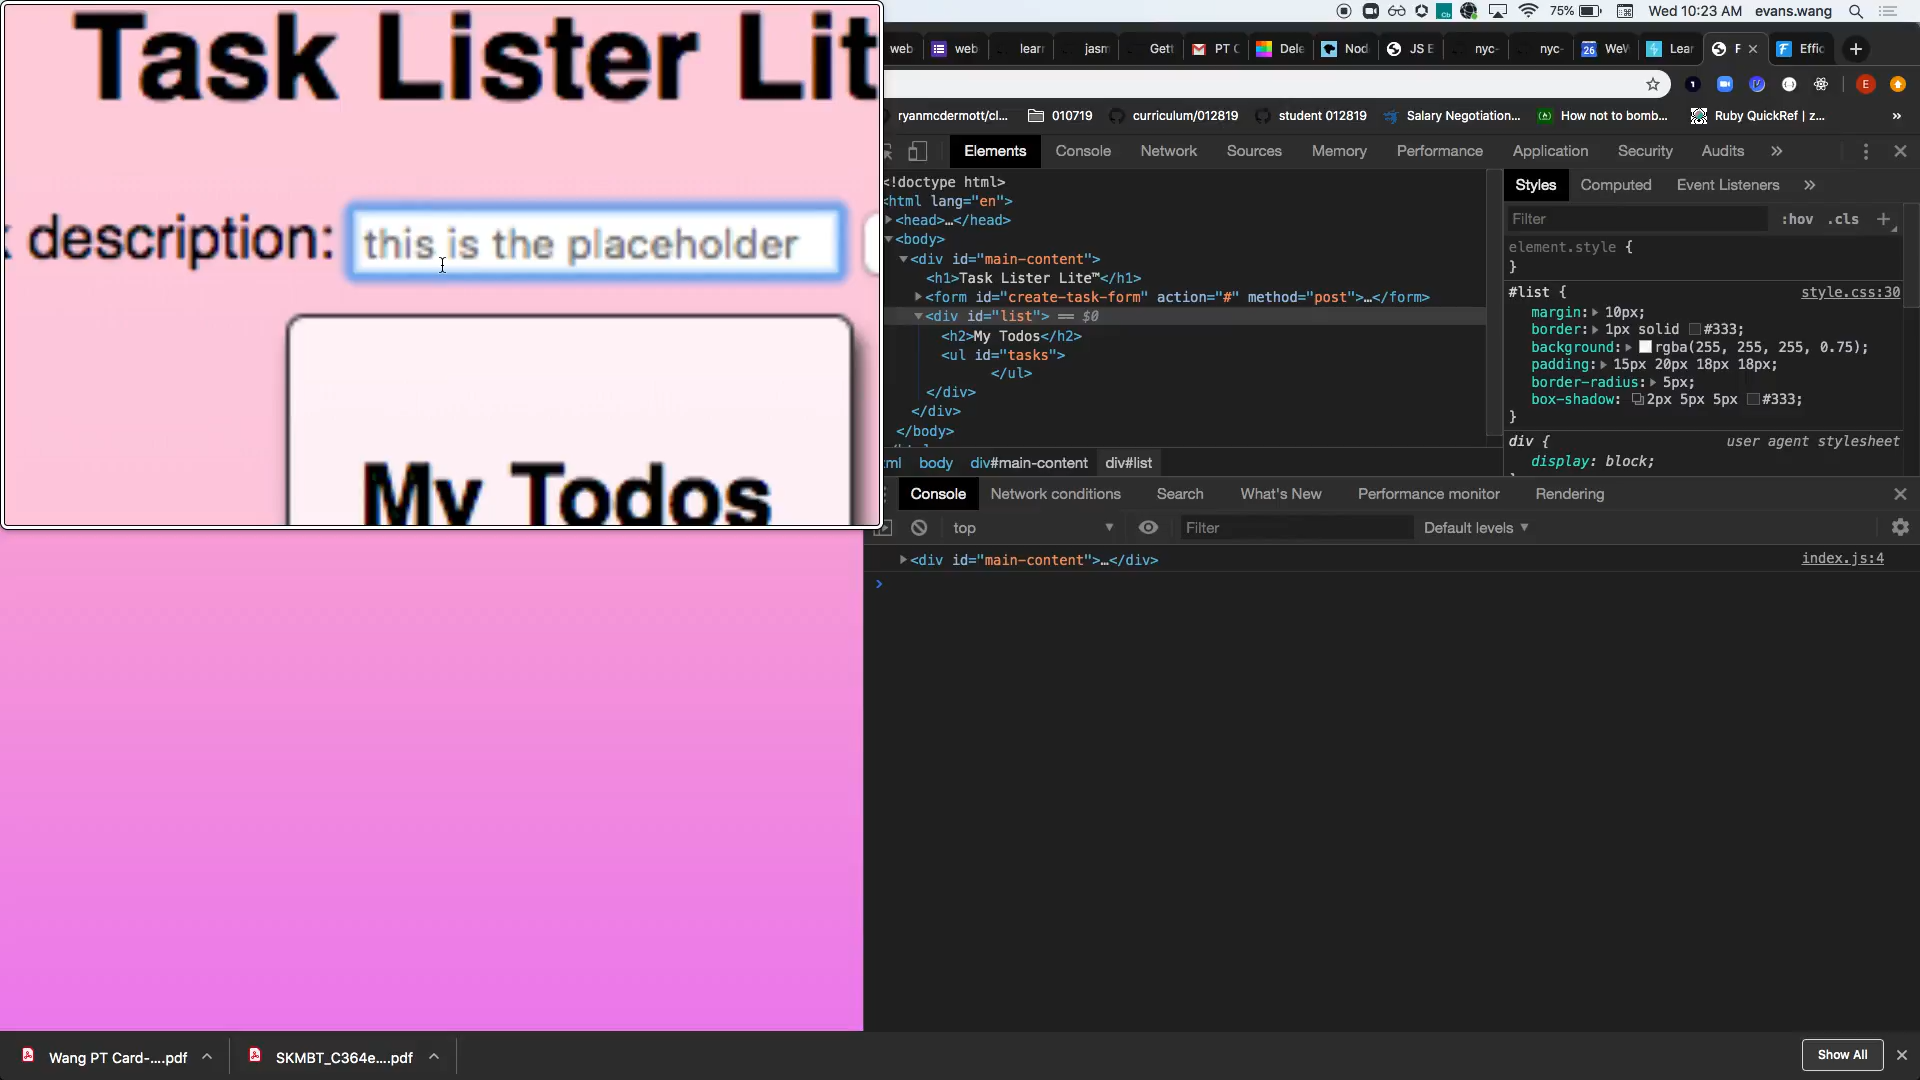 75%
Wed 10:23 AM
evans.wang
web
web
learn
jasm
Gett
PT C
Dele
Nod
JS E
nyc-
nyc-
26
WeW
Lear
F
Effic
ryanmcdermott/cl...
010719
curriculum/012819
student 012819
Salary Negotiation...
How not to bomb...
Ruby QuickRef | z...
»
Task Lister Lit
description:
this is the placeholder
My Todos
Elements
Console
Network
Sources
Memory
Performance
Application
Security
Audits
»
<!doctype html>
html lang="en">
<head>…</head>
<body>
<div id="main-content">
<h1>Task Lister Lite™</h1>
<form id="create-task-form" action="#" method="post">…</form>
<div id="list"> == $0
<h2>My Todos</h2>
<ul id="tasks">
</ul>
</div>
</div>
</body>
ml
body
div#main-content
div#list
Styles
Computed
Event Listeners
»
Filter
:hov
.cls
+
element.style {
}
#list {
style.css:30
margin: 10px;
border: 1px solid #333;
background: rgba(255, 255, 255, 0.75);
padding: 15px 20px 18px 18px;
border-radius: 5px;
box-shadow: 2px 5px 5px #333;
}
div {
user agent stylesheet
display: block;
Console
Network conditions
Search
What's New
Performance monitor
Rendering
top
Filter
Default levels
<div id="main-content">…</div>
index.js:4
>
Wang PT Card-....pdf
SKMBT_C364e....pdf
Show All